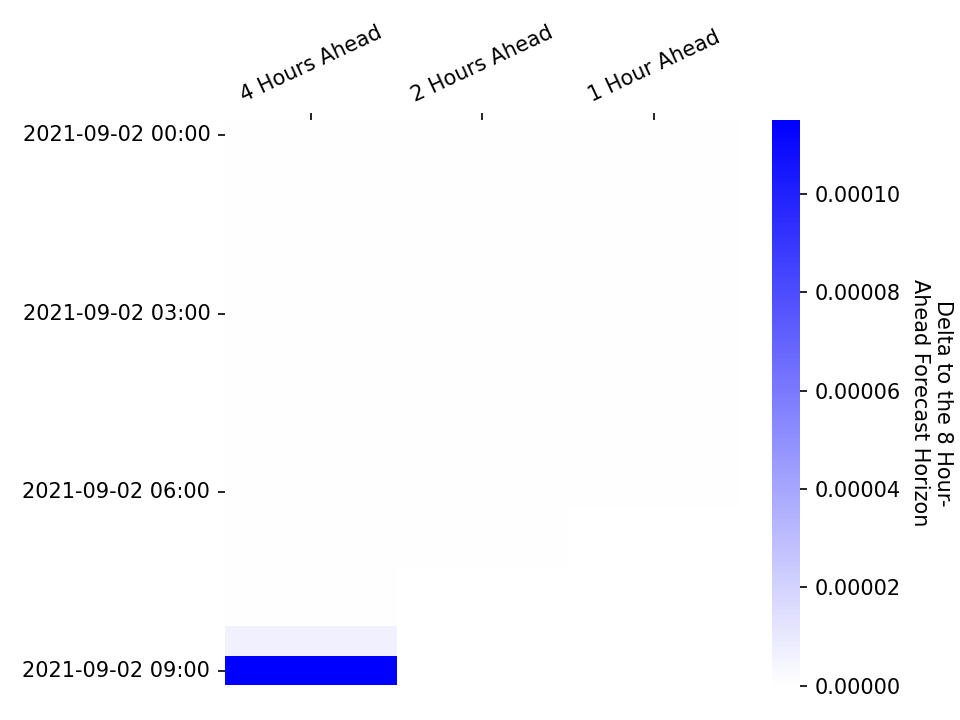 4 Hours Ahead
2 Hours Ahead
1 Hour Ahead
2021-09-02 00:00
2021-09-02 03:00
2021-09-02 06:00
2021-09-02 09:00
0.00010
0.00008
0.00006
0.00004
0.00002
0.00000
Delta to the 8 Hour-
Ahead Forecast Horizon